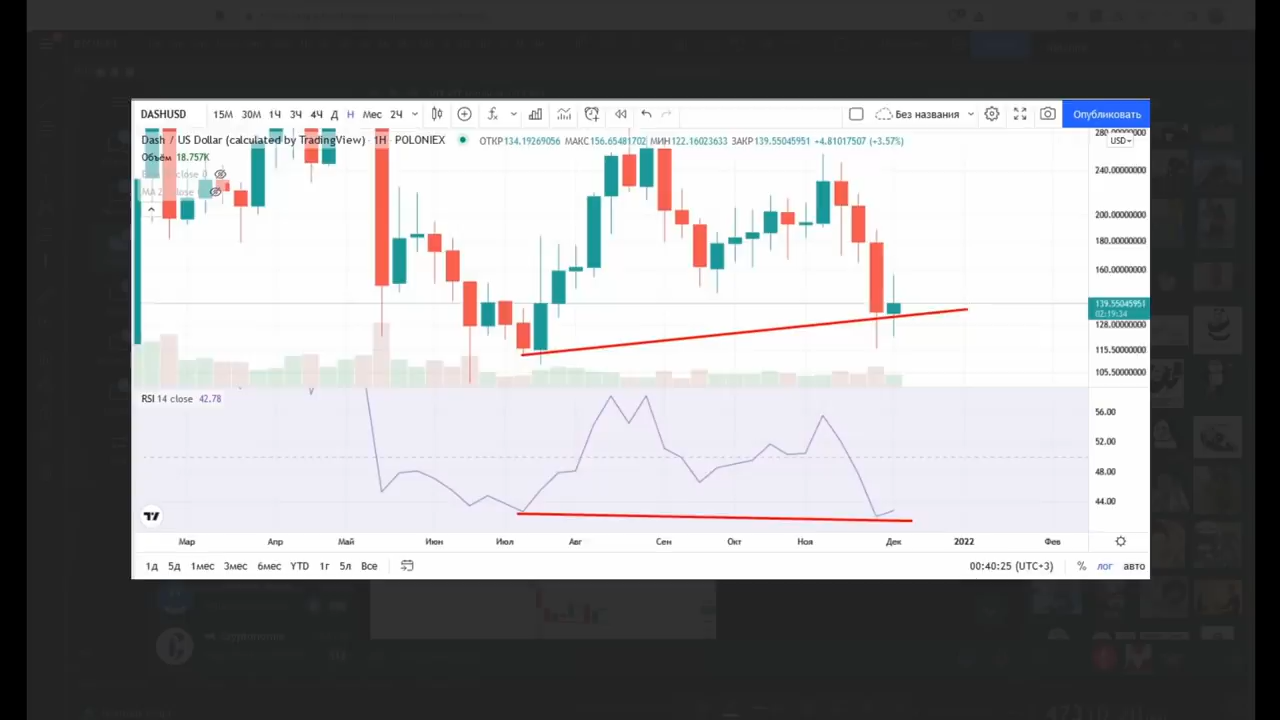 DASHUSD 15М 30М 1Ч 3Ч 4Ч Д Н Мес 2Ч Без названия Опубликовать
Dash / US Dollar (calculated by TradingView) 1Н POLONIEX ОТКР134.19269056 МАКС156.65481702 МИН122.16023633 ЗАКР139.55045951 +4.81017507 (+3.57%)
USD
Объём 18.757K
280.00000000
240.00000000
200.00000000
180.00000000
160.00000000
139.55045951
02:19:34
128.00000000
115.50000000
105.50000000
RSI 14 close 42.78
56.00
52.00
48.00
44.00
Мар Апр Май Июн Июл Авг Сен Окт Ноя Дек 2022 Фев
1д 5д 1мес 3мес 6мес YTD 1г 5л Все 00:40:25 (UTC+3) % лог авто